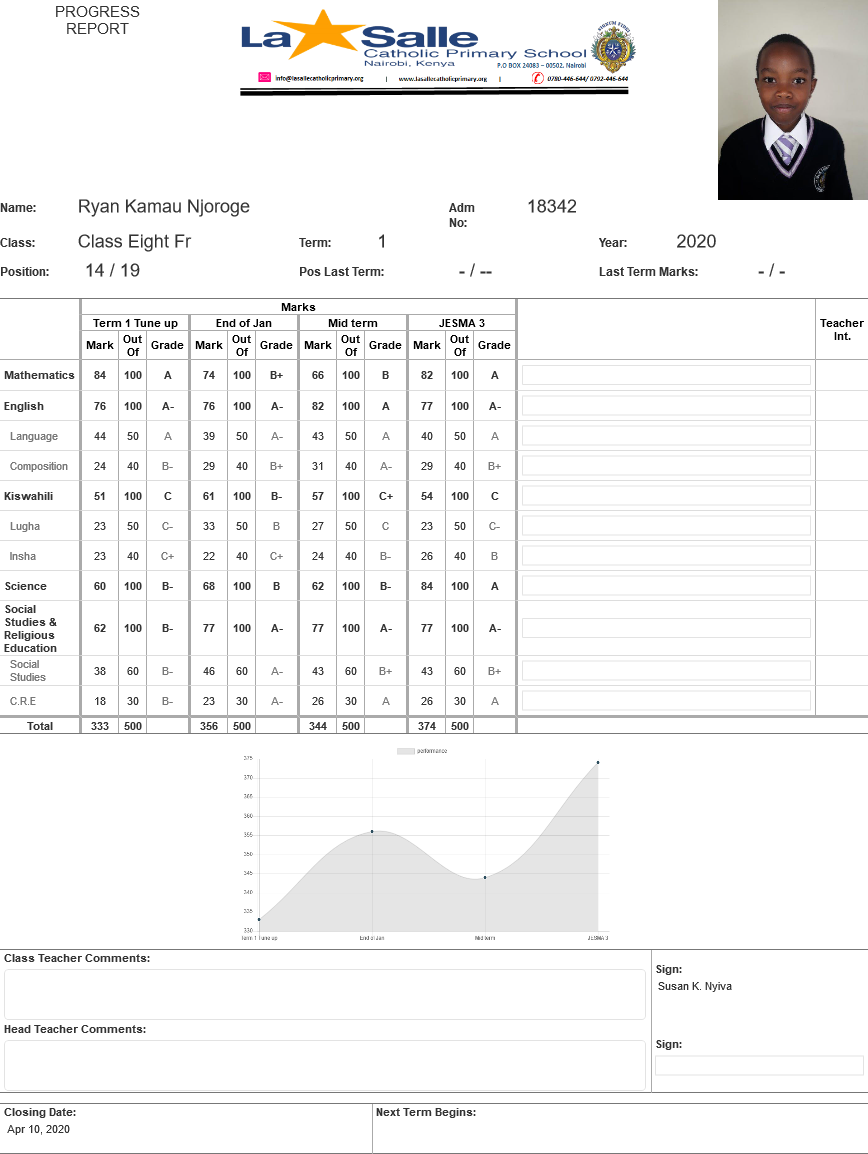 PROGRESS
REPORT
La Salle
Catholic Primary School
Nairobi, Kenya
P.O BOX 24083 – 00502, Nairobi
info@lasallecatholicprimary.org | www.lasallecatholicprimary.org | 0780-446-644/ 0792-446-644
Name: Ryan Kamau Njoroge Adm No: 18342
Class: Class Eight Fr Term: 1 Year: 2020
Position: 14 / 19 Pos Last Term: - / -- Last Term Marks: - / -
Marks
Term 1 Tune up End of Jan Mid term JESMA 3 Teacher Int.
Mark Out Of Grade Mark Out Of Grade Mark Out Of Grade Mark Out Of Grade
Mathematics 84 100 A 74 100 B+ 66 100 B 82 100 A
English 76 100 A- 76 100 A- 82 100 A 77 100 A-
Language 44 50 A 39 50 A- 43 50 A 40 50 A
Composition 24 40 B- 29 40 B+ 31 40 A- 29 40 B+
Kiswahili 51 100 C 61 100 B- 57 100 C+ 54 100 C
Lugha 23 50 C- 33 50 B 27 50 C 23 50 C-
Insha 23 40 C+ 22 40 C+ 24 40 B- 26 40 B
Science 60 100 B- 68 100 B 62 100 B- 84 100 A
Social Studies & Religious Education 62 100 B- 77 100 A- 77 100 A- 77 100 A-
Social Studies 38 60 B- 46 60 A- 43 60 B+ 43 60 B+
C.R.E 18 30 B- 23 30 A- 26 30 A 26 30 A
Total 333 500 356 500 344 500 374 500
performance
375
370
365
360
355
350
345
340
335
330
Term 1 Tune up End of Jan Mid term JESMA 3
Class Teacher Comments:
Sign:
Susan K. Nyiva
Head Teacher Comments:
Sign:
Closing Date: Next Term Begins:
Apr 10, 2020